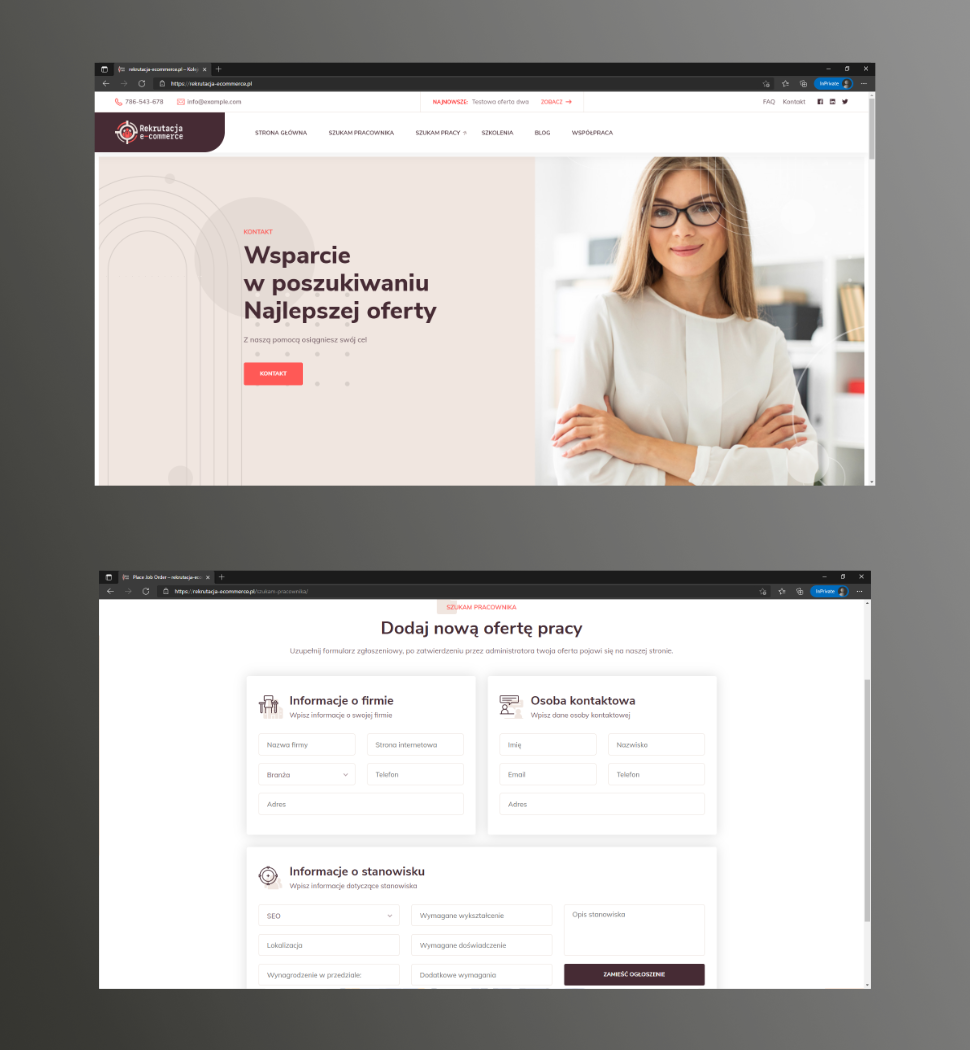 rekrutacja-ecommerce.pl – Kole
https://rekrutacja-ecommerce.pl
InPrivate
786-543-678 info@example.com NAJNOWSZE: Testowa oferta dwa ZOBACZ → FAQ Kontakt
Rekrutacja
e-commerce
STRONA GŁÓWNA SZUKAM PRACOWNIKA SZUKAM PRACY SZKOLENIA BLOG WSPÓŁPRACA
KONTAKT
Wsparcie
w poszukiwaniu
Najlepszej oferty
Z naszą pomocą osiągniesz swój cel
KONTAKT
Place Job Order – rekrutacja-ec
https://rekrutacja-ecommerce.pl/szukam-pracownika/
InPrivate
SZUKAM PRACOWNIKA
Dodaj nową ofertę pracy
Uzupełnij formularz zgłoszeniowy, po zatwierdzeniu przez administratora twoja oferta pojawi się na naszej stronie.
Informacje o firmie
Wpisz informacje o swojej firmie
Nazwa firmy Strona internetowa
Branża Telefon
Adres
Osoba kontaktowa
Wpisz dane osoby kontaktowej
Imię Nazwisko
Email Telefon
Adres
Informacje o stanowisku
Wpisz informacje dotyczące stanowiska
SEO Wymagane wykształcenie Opis stanowiska
Lokalizacja Wymagane doświadczenie
Wynagrodzenie w przedziale: Dodatkowe wymagania ZAMIEŚĆ OGŁOSZENIE